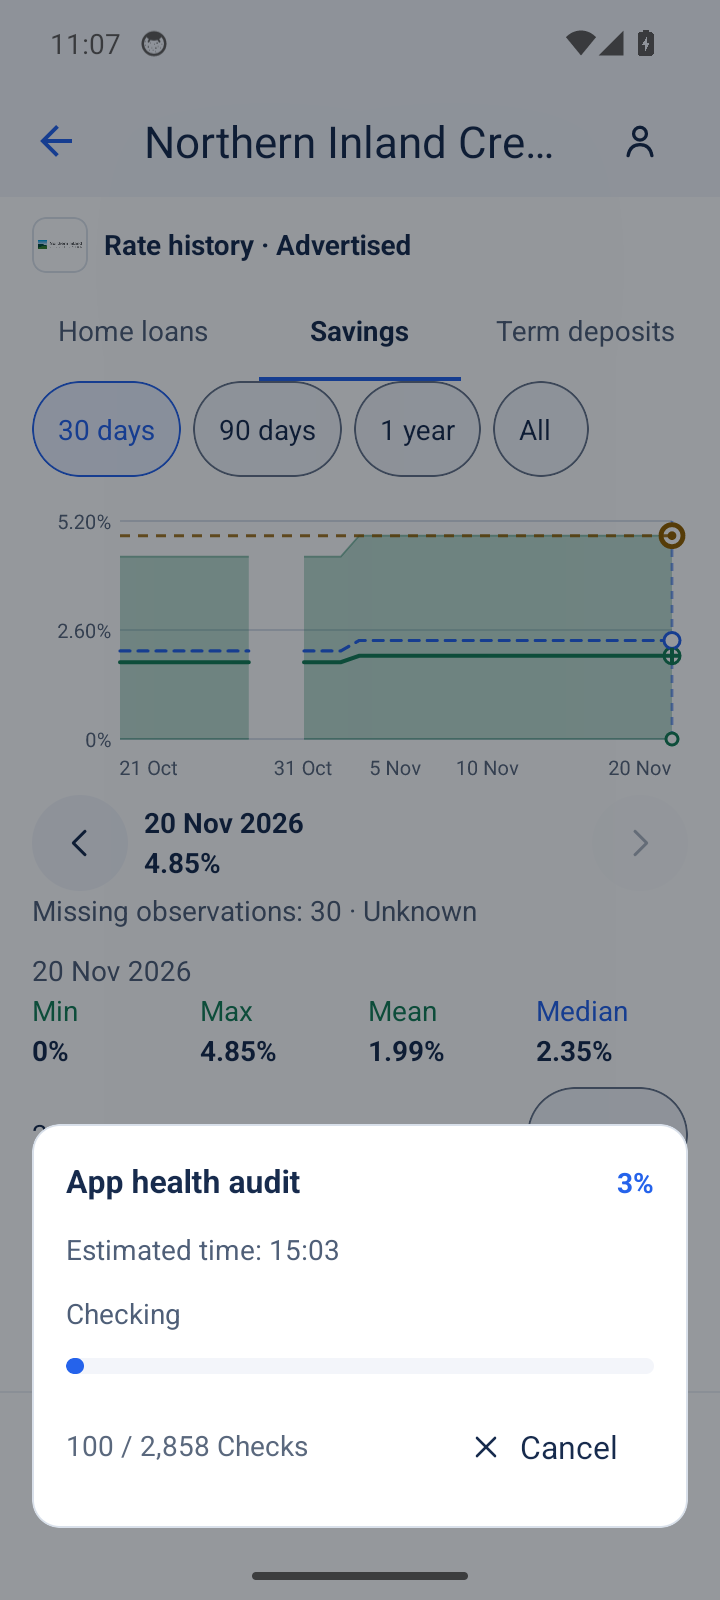 11:07
Northern Inland Cre...
Rate history · Advertised
Home loans
Savings
Term deposits
30 days
90 days
1 year
All
5.20%
2.60%
0%
21 Oct
31 Oct
5 Nov
10 Nov
20 Nov
20 Nov 2026
4.85%
Missing observations: 30 · Unknown
20 Nov 2026
Min
Max
Mean
Median
0%
4.85%
1.99%
2.35%
App health audit
3%
Estimated time: 15:03
Checking
100 / 2,858 Checks
Cancel